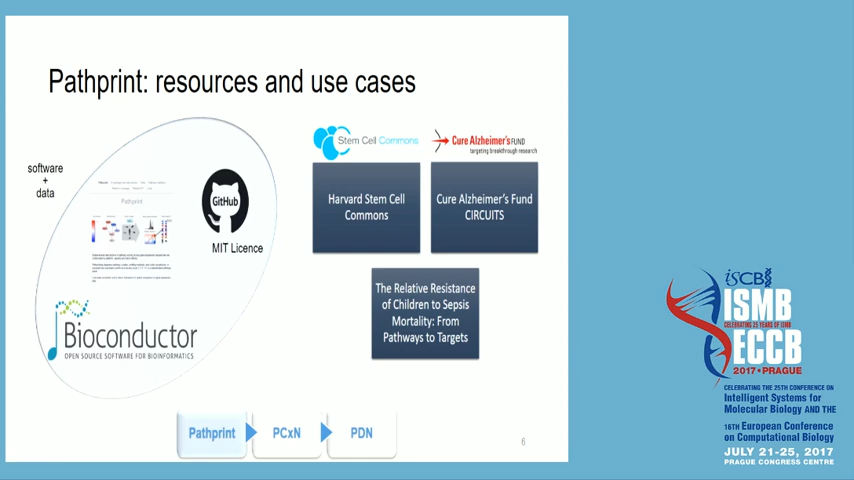 Pathprint: resources and use cases
software
+
data
Pathprint
GitHub
MIT Licence
Bioconductor
OPEN SOURCE SOFTWARE FOR BIOINFORMATICS
Stem Cell Commons
Cure Alzheimer's FUND
targeting breakthrough research
Harvard Stem Cell
Commons
Cure Alzheimer's Fund
CIRCUITS
The Relative Resistance
of Children to Sepsis
Mortality: From
Pathways to Targets
Pathprint
PCxN
PDN
6
iSCB
ISMB
CELEBRATING 25 YEARS OF ISMB
ECCB
2017 • PRAGUE
CELEBRATING THE 25TH CONFERENCE ON
Intelligent Systems for
Molecular Biology AND THE
16TH European Conference
on Computational Biology
JULY 21-25, 2017
PRAGUE CONGRESS CENTRE